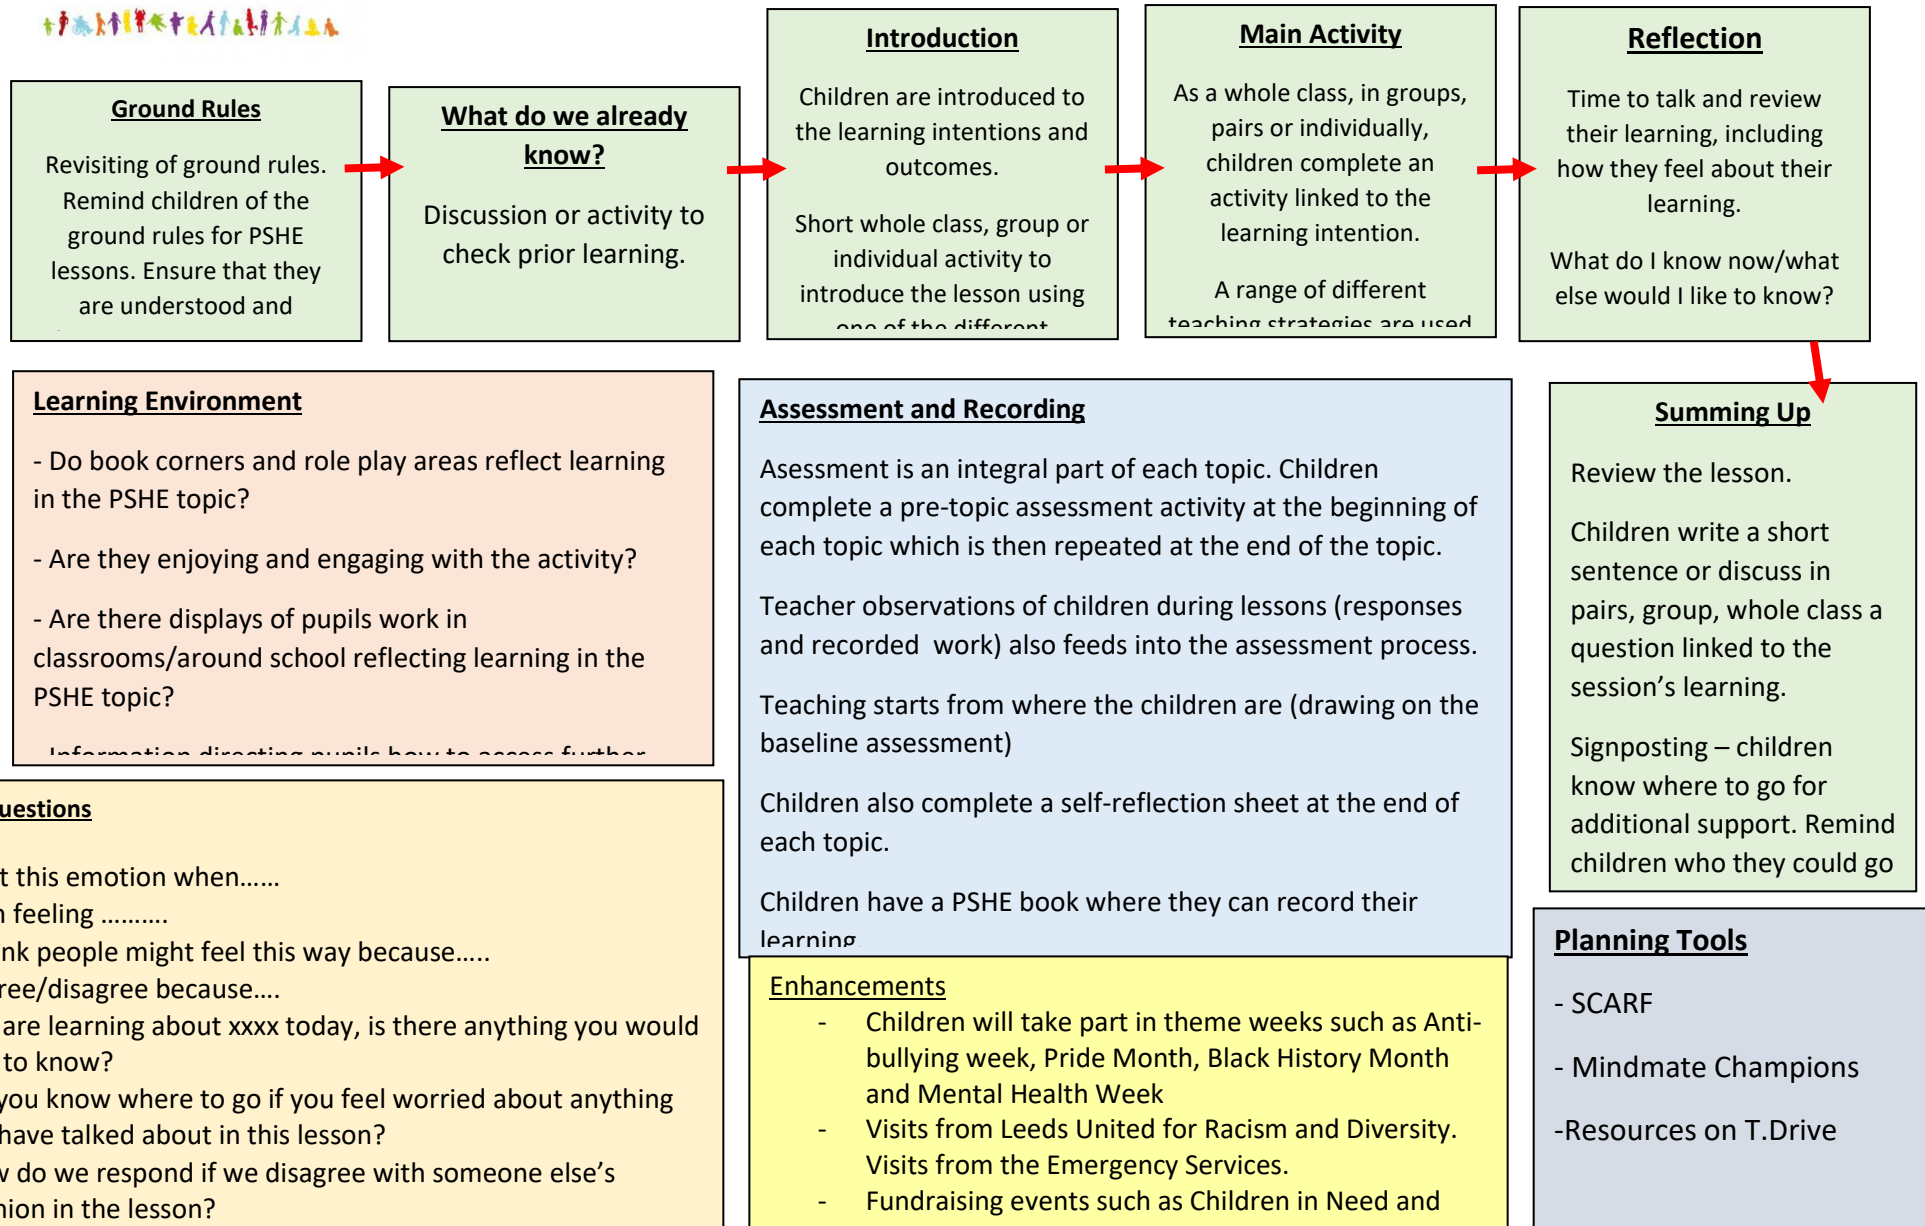 Ground Rules
Revisiting of ground rules.
Remind children of the
ground rules for PSHE
lessons. Ensure that they
are understood and
What do we already
know?
Discussion or activity to
check prior learning.
Introduction
Children are introduced to
the learning intentions and
outcomes.
Short whole class, group or
individual activity to
introduce the lesson using
one of the different
Main Activity
As a whole class, in groups,
pairs or individually,
children complete an
activity linked to the
learning intention.
A range of different
teaching strategies are used
Reflection
Time to talk and review
their learning, including
how they feel about their
learning.
What do I know now/what
else would I like to know?
Summing Up
Review the lesson.
Children write a short
sentence or discuss in
pairs, group, whole class a
question linked to the
session's learning.
Signposting – children
know where to go for
additional support. Remind
children who they could go
Learning Environment
- Do book corners and role play areas reflect learning
in the PSHE topic?
- Are they enjoying and engaging with the activity?
- Are there displays of pupils work in
classrooms/around school reflecting learning in the
PSHE topic?
- Information directing pupils how to access further
Assessment and Recording
Asessment is an integral part of each topic. Children
complete a pre-topic assessment activity at the beginning of
each topic which is then repeated at the end of the topic.
Teacher observations of children during lessons (responses
and recorded  work) also feeds into the assessment process.
Teaching starts from where the children are (drawing on the
baseline assessment)
Children also complete a self-reflection sheet at the end of
each topic.
Children have a PSHE book where they can record their
learning.
uestions
t this emotion when……
feeling ……….
nk people might feel this way because…..
ree/disagree because….
are learning about xxxx today, is there anything you would
to know?
you know where to go if you feel worried about anything
have talked about in this lesson?
do we respond if we disagree with someone else's
nion in the lesson?
Enhancements
- Children will take part in theme weeks such as Anti-
bullying week, Pride Month, Black History Month
and Mental Health Week
- Visits from Leeds United for Racism and Diversity.
Visits from the Emergency Services.
- Fundraising events such as Children in Need and
Planning Tools
- SCARF
- Mindmate Champions
-Resources on T.Drive